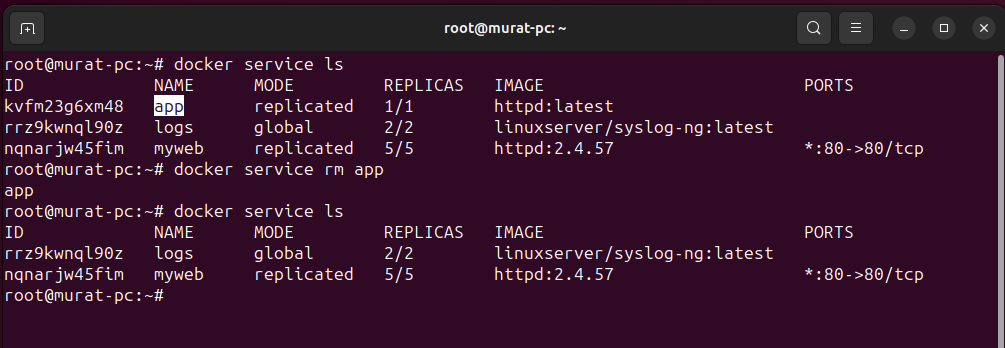 root@murat-pc: ~
root@murat-pc:~# docker service ls
ID             NAME      MODE         REPLICAS   IMAGE                          PORTS
kvfm23g6xm48   app       replicated   1/1        httpd:latest
rrz9kwnql90z   logs      global       2/2        linuxserver/syslog-ng:latest
nqnarjw45fim   myweb     replicated   5/5        httpd:2.4.57                   *:80->80/tcp
root@murat-pc:~# docker service rm app
app
root@murat-pc:~# docker service ls
ID             NAME      MODE         REPLICAS   IMAGE                          PORTS
rrz9kwnql90z   logs      global       2/2        linuxserver/syslog-ng:latest
nqnarjw45fim   myweb     replicated   5/5        httpd:2.4.57                   *:80->80/tcp
root@murat-pc:~#